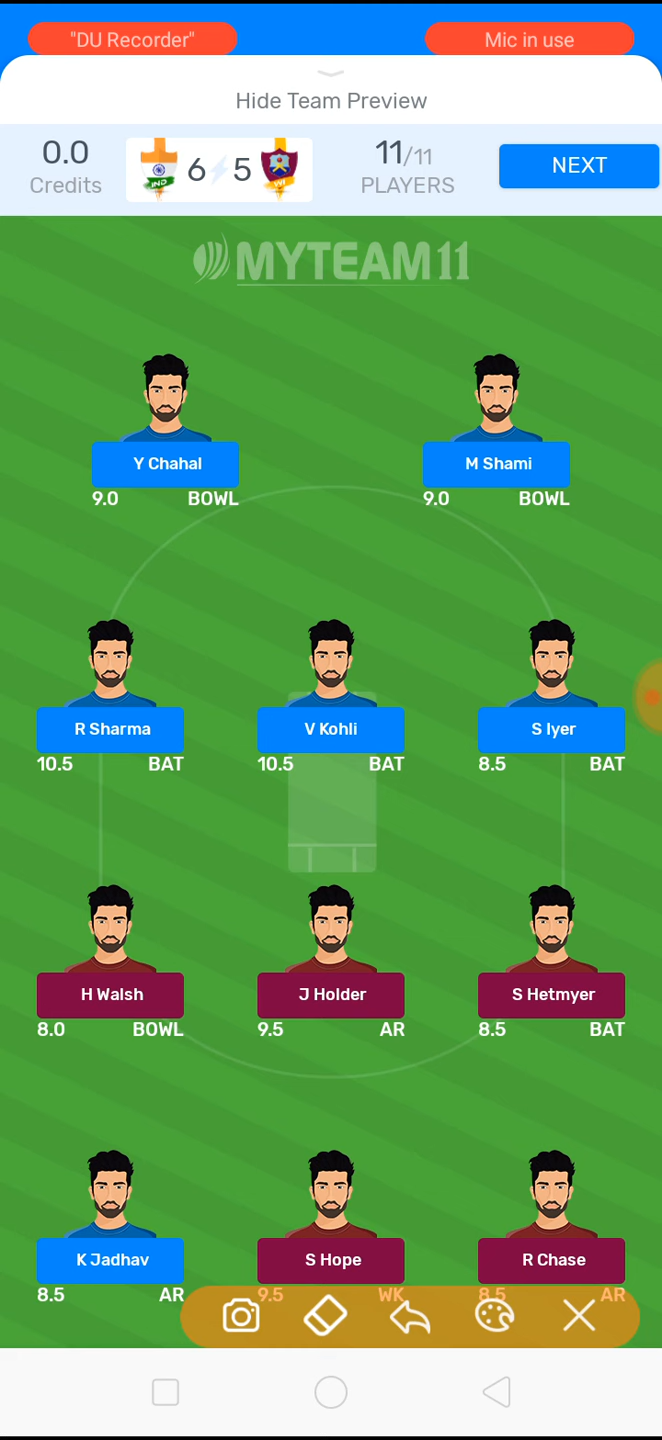 "DU Recorder" Mic in use
Hide Team Preview
0.0 6 5 11/11 NEXT
Credits IND WI PLAYERS
MYTEAM11
Y Chahal M Shami
9.0 BOWL 9.0 BOWL
R Sharma V Kohli S Iyer
10.5 BAT 10.5 BAT 8.5 BAT
H Walsh J Holder S Hetmyer
8.0 BOWL 9.5 AR 8.5 BAT
K Jadhav S Hope R Chase
8.5 AR 9.5 WK 8.5 AR